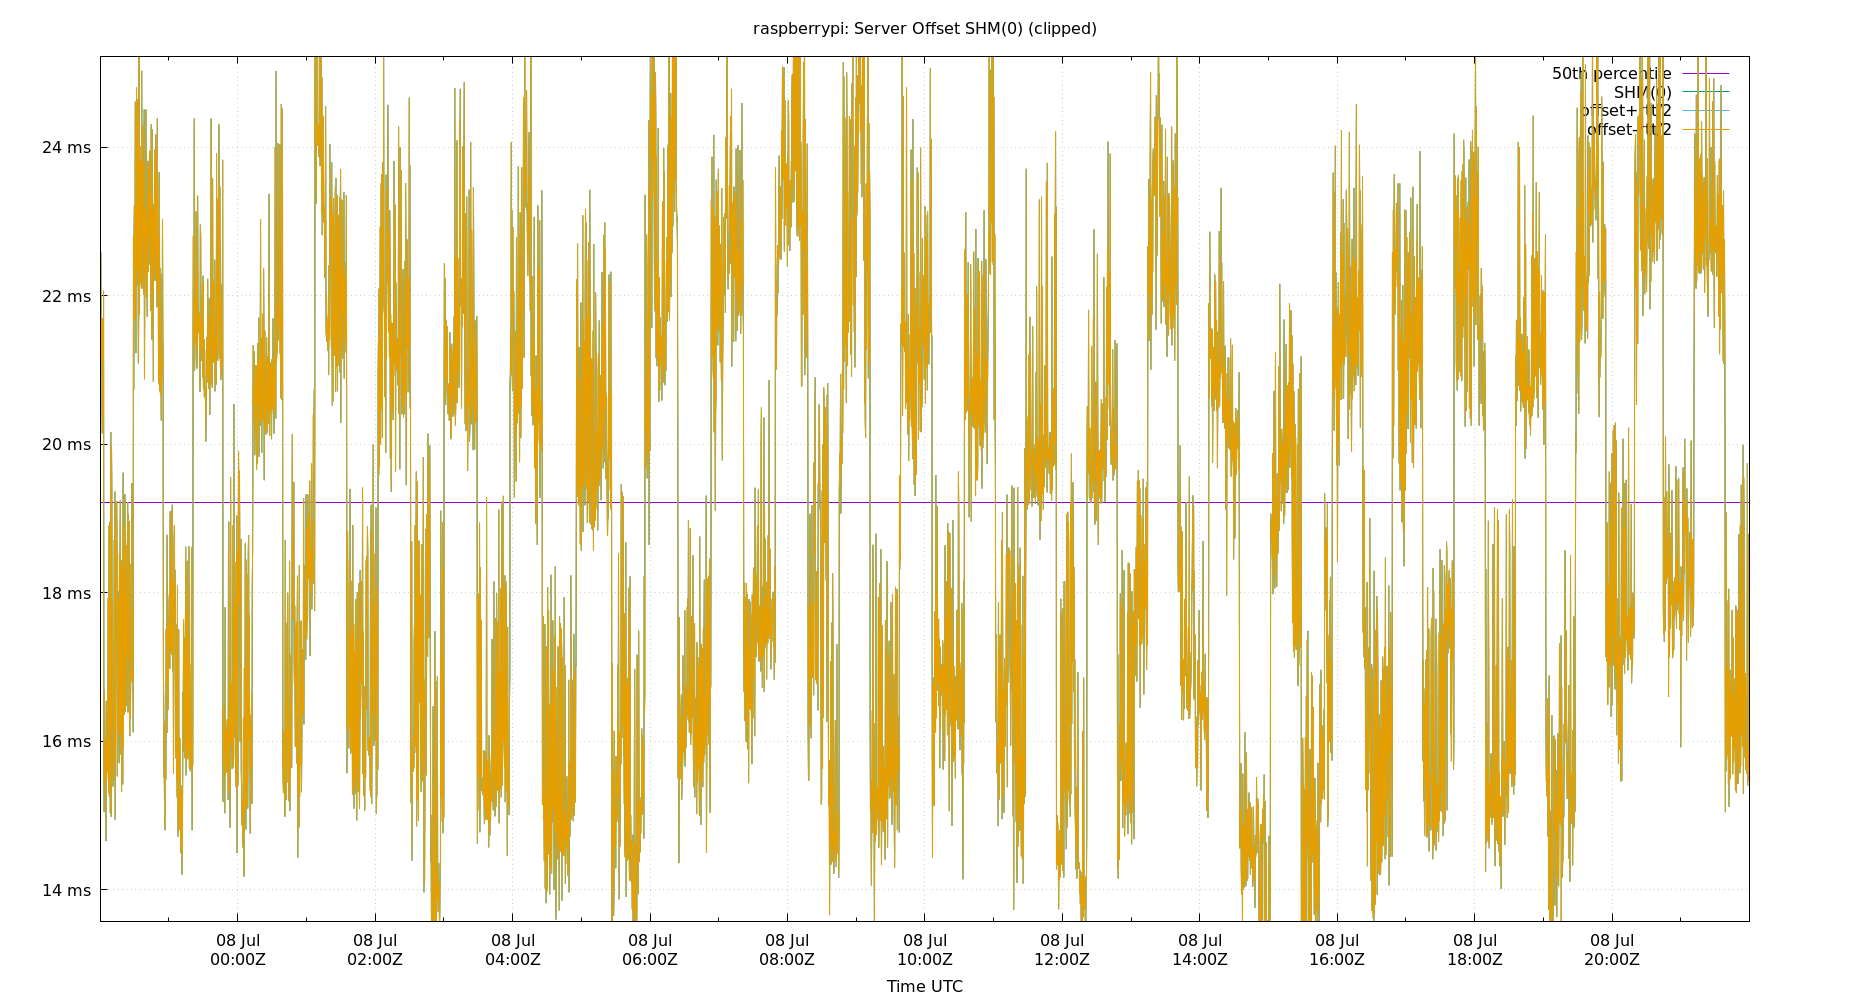 raspberrypi: Server Offset SHM(0) (clipped)
50th percentile
SHM(0)
offset+rtt/2
offset-rtt/2
24 ms
22 ms
20 ms
18 ms
16 ms
14 ms
08 Jul 08 Jul 08 Jul 08 Jul 08 Jul 08 Jul 08 Jul 08 Jul 08 Jul 08 Jul 08 Jul
00:00Z 02:00Z 04:00Z 06:00Z 08:00Z 10:00Z 12:00Z 14:00Z 16:00Z 18:00Z 20:00Z
Time UTC